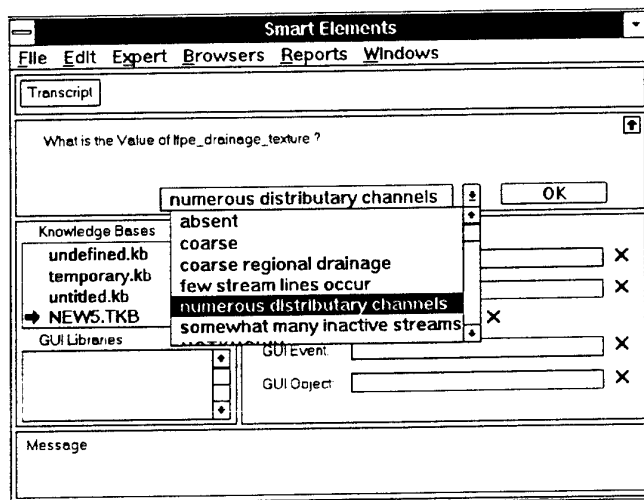 Smart Elements
File Edit Expert Browsers Reports Windows
Transcript
What is the Value of ltpe_drainage_texture ?
numerous distributary channels
OK
absent
coarse
coarse regional drainage
few stream lines occur
numerous distributary channels
somewhat many inactive streams
Knowledge Bases
undefined.kb
temporary.kb
untitled.kb
NEW5.TKB
GUI Libraries
GUI Event:
GUI Object:
Message